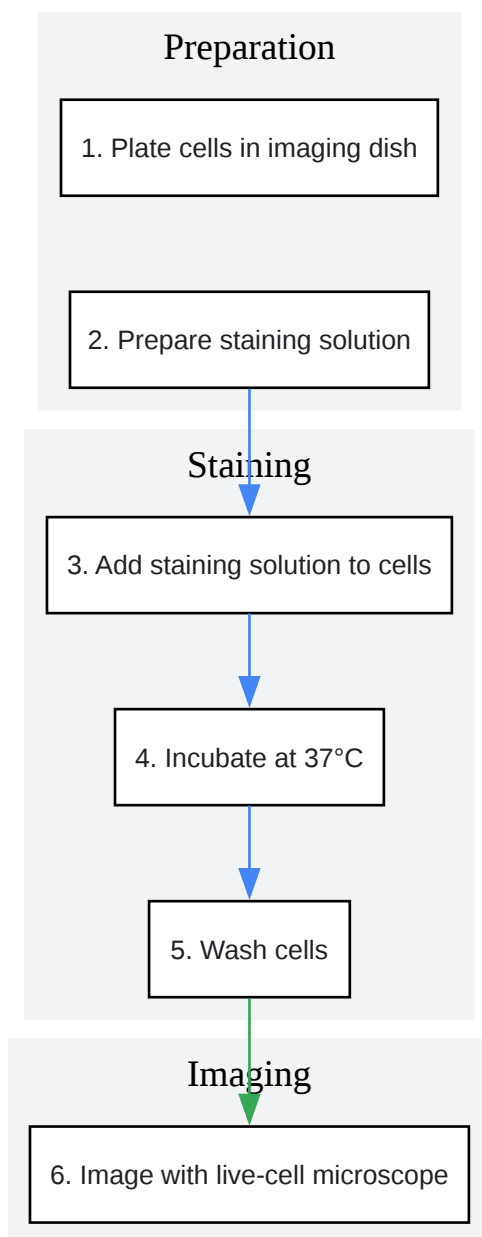 Preparation
1. Plate cells in imaging dish
2. Prepare staining solution
Staining
3. Add staining solution to cells
4. Incubate at 37°C
5. Wash cells
Imaging
6. Image with live-cell microscope